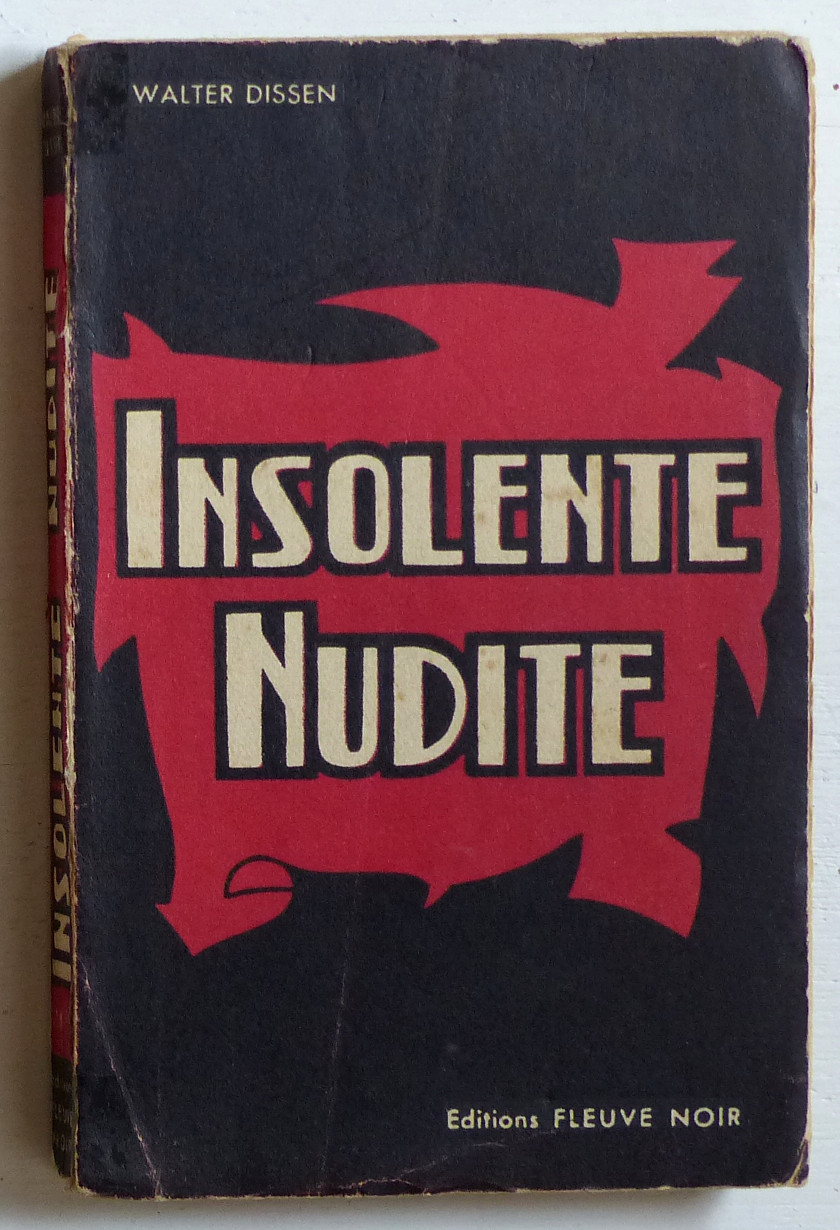 WALTER DISSEN
INSOLENTE
NUDITE
Editions FLEUVE NOIR
INSOLENTE NUDITE